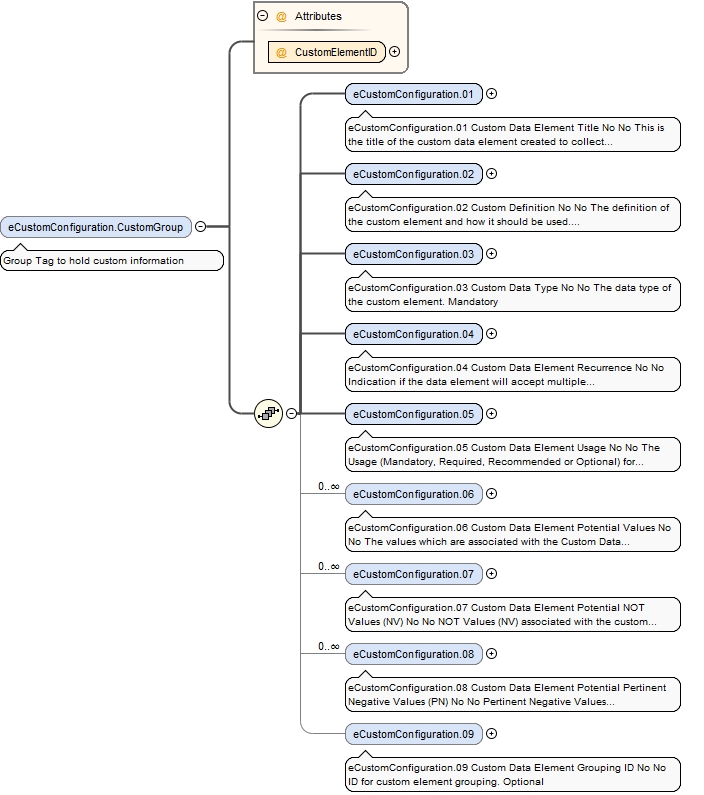 Attributes
CustomElementID
eCustomConfiguration.01
eCustomConfiguration.01 Custom Data Element Title No No This is
the title of the custom data element created to collect...
eCustomConfiguration.02
eCustomConfiguration.02 Custom Definition No No The definition of
the custom element and how it should be used....
eCustomConfiguration.CustomGroup
Group Tag to hold custom information
eCustomConfiguration.03
eCustomConfiguration.03 Custom Data Type No No The data type of
the custom element. Mandatory
eCustomConfiguration.04
eCustomConfiguration.04 Custom Data Element Recurrence No No
Indication if the data element will accept multiple...
eCustomConfiguration.05
eCustomConfiguration.05 Custom Data Element Usage No No The
Usage (Mandatory, Required, Recommended or Optional) for...
0..∞
eCustomConfiguration.06
eCustomConfiguration.06 Custom Data Element Potential Values No
No The values which are associated with the Custom Data...
0..∞
eCustomConfiguration.07
eCustomConfiguration.07 Custom Data Element Potential NOT
Values (NV) No No NOT Values (NV) associated with the custom...
0..∞
eCustomConfiguration.08
eCustomConfiguration.08 Custom Data Element Potential Pertinent
Negative Values (PN) No No Pertinent Negative Values...
eCustomConfiguration.09
eCustomConfiguration.09 Custom Data Element Grouping ID No No
ID for custom element grouping. Optional